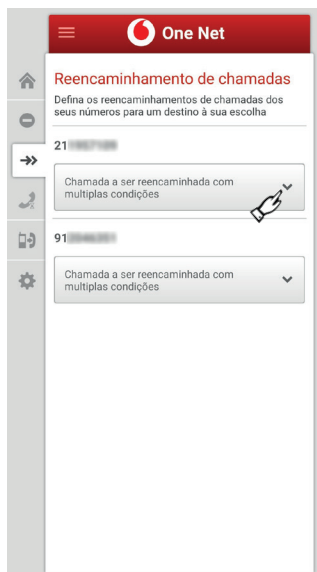 One Net
Reencaminhamento de chamadas
Defina os reencaminhamentos de chamadas dos
seus números para um destino à sua escolha
21
Chamada a ser reencaminhada com
multiplas condições
91
Chamada a ser reencaminhada com
multiplas condições